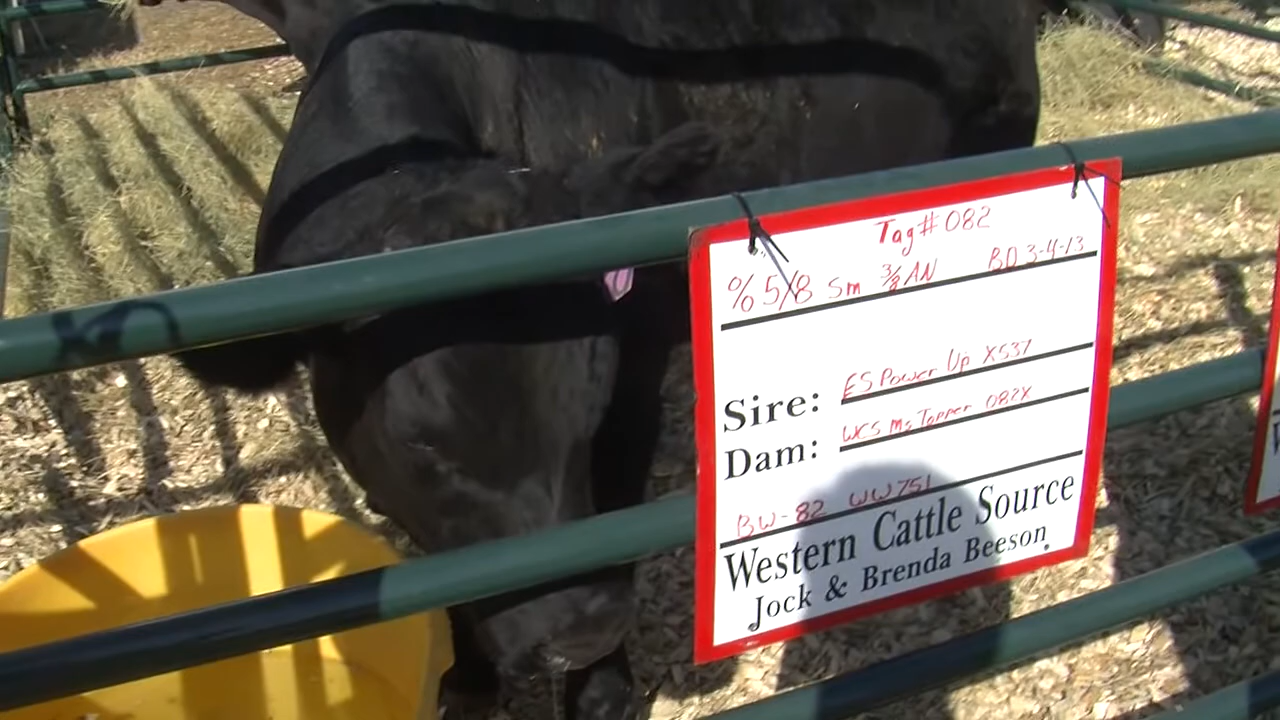 Tag# 082
% 5/8 Sm 3/8 AN BD 3-4-13
Sire: ES Power Up X537
Dam: WCS Ms Topper 082X
BW-82 WW751
Western Cattle Source
Jock & Brenda Beeson